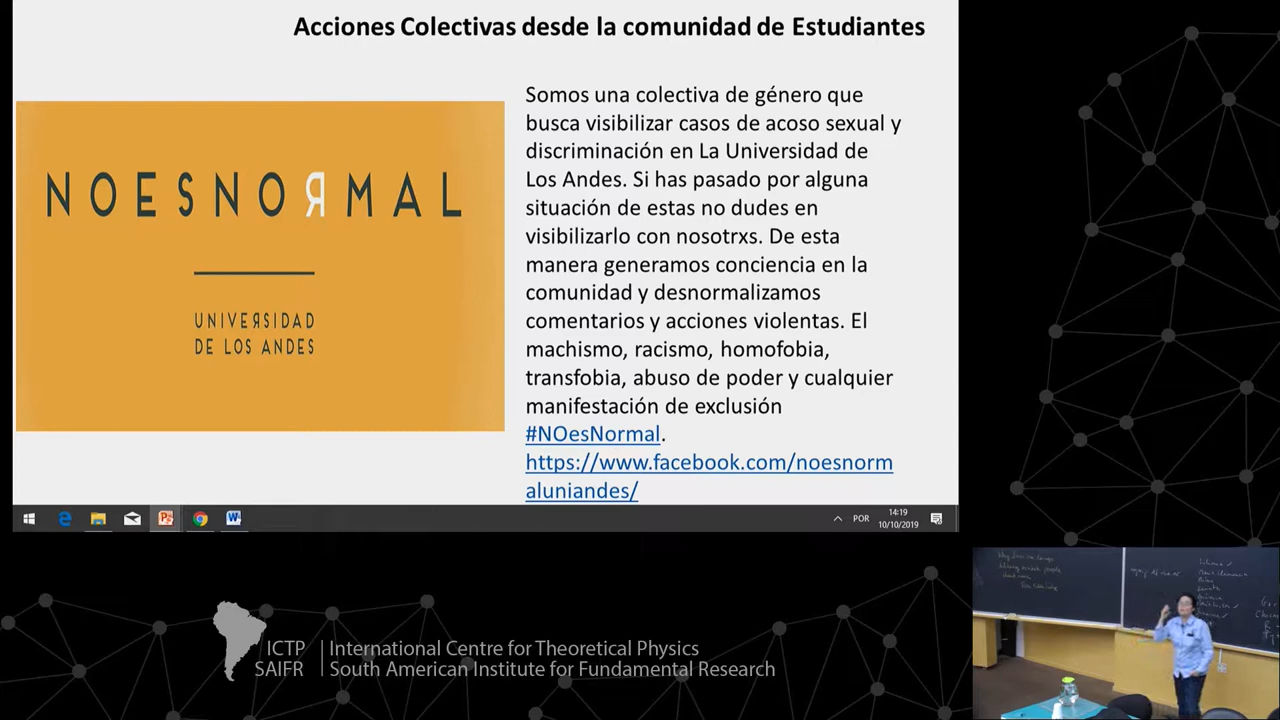 Acciones Colectivas desde la comunidad de Estudiantes
NOESNOЯMAL
UNIVEЯSIDAD
DE LOS ANDES
Somos una colectiva de género que
busca visibilizar casos de acoso sexual y
discriminación en La Universidad de
Los Andes. Si has pasado por alguna
situación de estas no dudes en
visibilizarlo con nosotrxs. De esta
manera generamos conciencia en la
comunidad y desnormalizamos
comentarios y acciones violentas. El
machismo, racismo, homofobia,
transfobia, abuso de poder y cualquier
manifestación de exclusión
#NOesNormal.
https://www.facebook.com/noesnorm
aluniandes/
POR
14:19
10/10/2019
ICTP
SAIFR
International Centre for Theoretical Physics
South American Institute for Fundamental Research